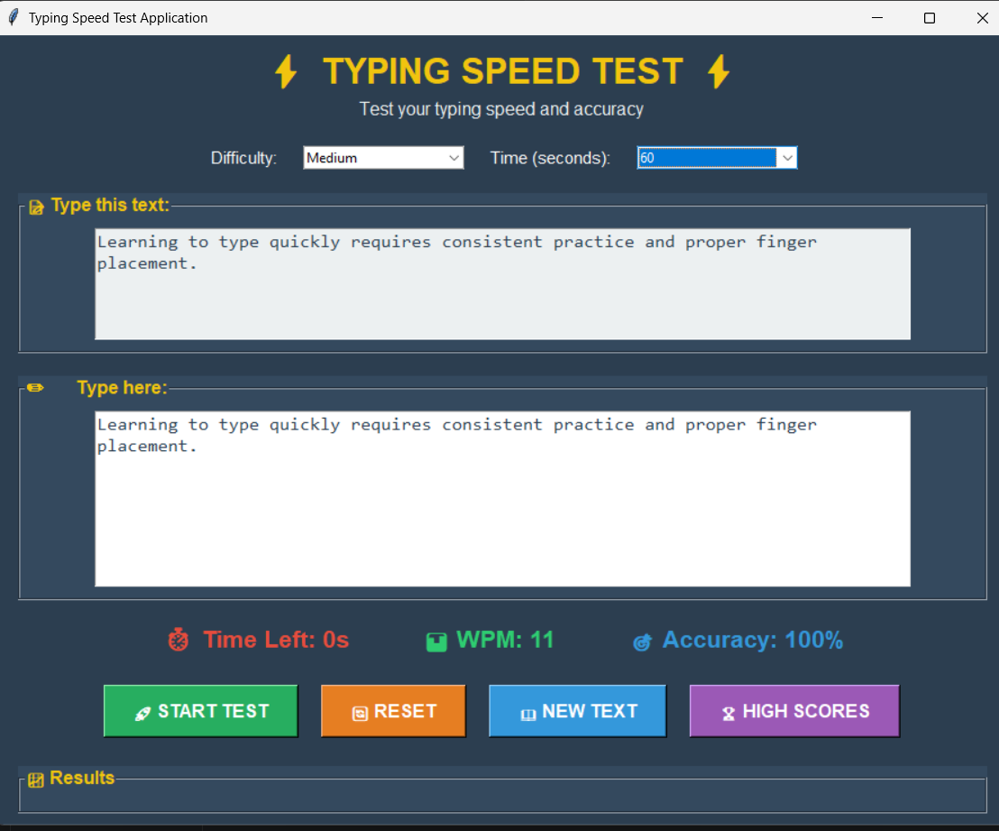 Typing Speed Test Application
TYPING SPEED TEST
Test your typing speed and accuracy
Difficulty: Medium Time (seconds): 60
Type this text:
Learning to type quickly requires consistent practice and proper finger
placement.
Type here:
Learning to type quickly requires consistent practice and proper finger
placement.
Time Left: 0s WPM: 11 Accuracy: 100%
START TEST RESET NEW TEXT HIGH SCORES
Results